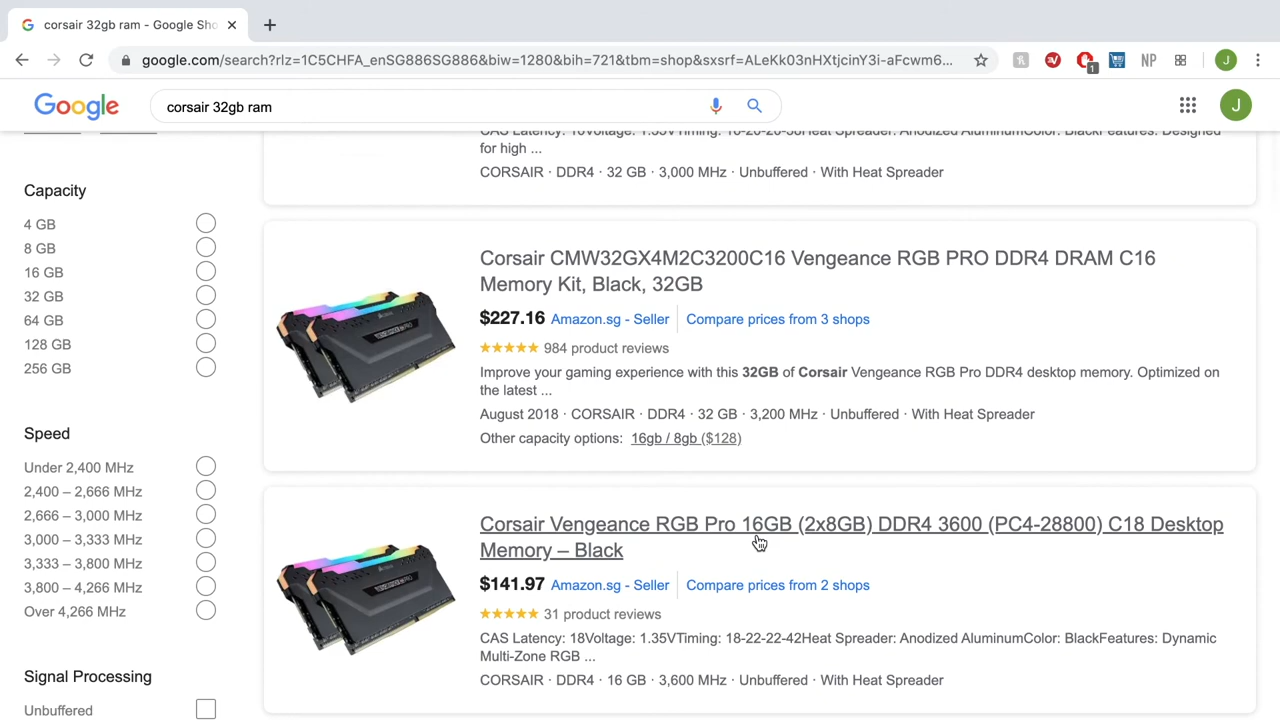 corsair 32gb ram - Google Sho
google.com/search?rlz=1C5CHFA_enSG886SG886&biw=1280&bih=721&tbm=shop&sxsrf=ALeKk03nHXtjcinY3i-aFcwm6...
1
NP
J
Google
corsair 32gb ram
J
CAS Latency: 16Voltage: 1.35VTiming: 16-20-20-38Heat Spreader: Anodized AluminumColor: BlackFeatures: Designed
for high ...
CORSAIR · DDR4 · 32 GB · 3,000 MHz · Unbuffered · With Heat Spreader
Capacity
4 GB
8 GB
16 GB
32 GB
64 GB
128 GB
256 GB
Speed
Under 2,400 MHz
2,400 – 2,666 MHz
2,666 – 3,000 MHz
3,000 – 3,333 MHz
3,333 – 3,800 MHz
3,800 – 4,266 MHz
Over 4,266 MHz
Signal Processing
Unbuffered
Corsair CMW32GX4M2C3200C16 Vengeance RGB PRO DDR4 DRAM C16
Memory Kit, Black, 32GB
$227.16 Amazon.sg - Seller Compare prices from 3 shops
984 product reviews
Improve your gaming experience with this 32GB of Corsair Vengeance RGB Pro DDR4 desktop memory. Optimized on
the latest ...
August 2018 · CORSAIR · DDR4 · 32 GB · 3,200 MHz · Unbuffered · With Heat Spreader
Other capacity options: 16gb / 8gb ($128)
Corsair Vengeance RGB Pro 16GB (2x8GB) DDR4 3600 (PC4-28800) C18 Desktop
Memory – Black
$141.97 Amazon.sg - Seller Compare prices from 2 shops
31 product reviews
CAS Latency: 18Voltage: 1.35VTiming: 18-22-22-42Heat Spreader: Anodized AluminumColor: BlackFeatures: Dynamic
Multi-Zone RGB ...
CORSAIR · DDR4 · 16 GB · 3,600 MHz · Unbuffered · With Heat Spreader